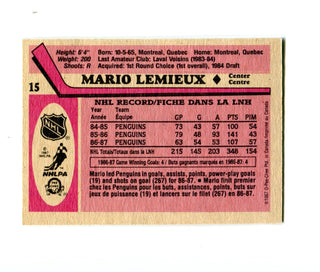 Height: 6'4" Born: 10-5-65, Montreal, Quebec Home: Montreal, Quebec
Weight: 200 Last Amateur Club: Laval Voisins (1983-84)
Shoots: R Acquired: 1st Round Choice (1st overall), 1984 Draft
15
MARIO LEMIEUX ♦ Center
Centre
NHL RECORD/FICHE DANS LA LNH
Year Team GP G A PTS PIM
Année Équipe
84-85 PENGUINS 73 43 57 100 54
85-86 PENGUINS 79 48 93 141 43
86-87 PENGUINS 63 54 53 107 57
NHL Totals/Totaux dans la LNH 215 145 203 348 154
1986-87 Game Winning Goals: 4 / Buts gagnants marqués en 1986-87: 4
Mario led Penguins in goals, assists, points, power-play goals
(19) and shots on goal (267) for 86-87. ♦ Mario finit premier
chez les Penguins pour les buts, assistances, points, buts de
jeux de puissance (19) et tirs au filet (267) en 86-87.
NHL
NHLPA
O-Pee-Chee